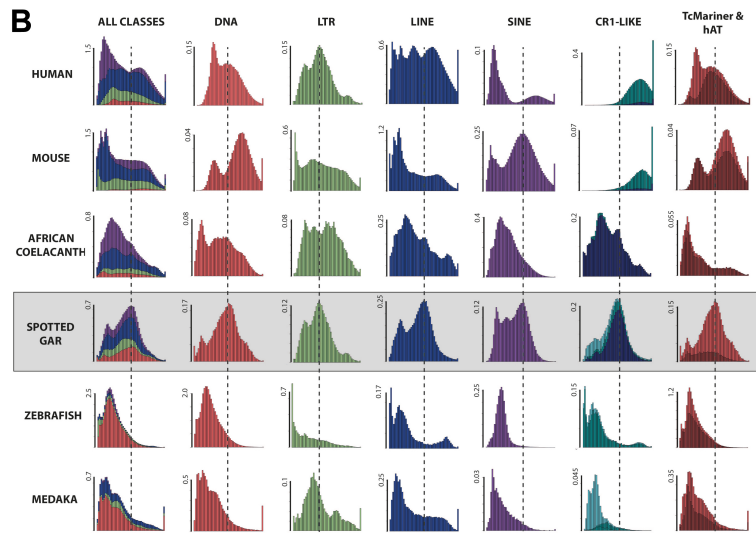 B
ALL CLASSES DNA LTR LINE SINE CR1-LIKE TcMariner & hAT
HUMAN 1.5 0.15 0.15 0.6 0.1 0.4 0.15
MOUSE 1.5 0.04 0.6 1.2 0.25 0.07 0.04
AFRICAN COELACANTH 0.8 0.08 0.08 0.25 0.4 0.2 0.055
SPOTTED GAR 0.7 0.17 0.12 0.25 0.12 0.2 0.15
ZEBRAFISH 2.5 2.0 0.7 0.17 0.25 0.15 1.2
MEDAKA 0.7 0.5 0.1 0.25 0.03 0.045 0.35